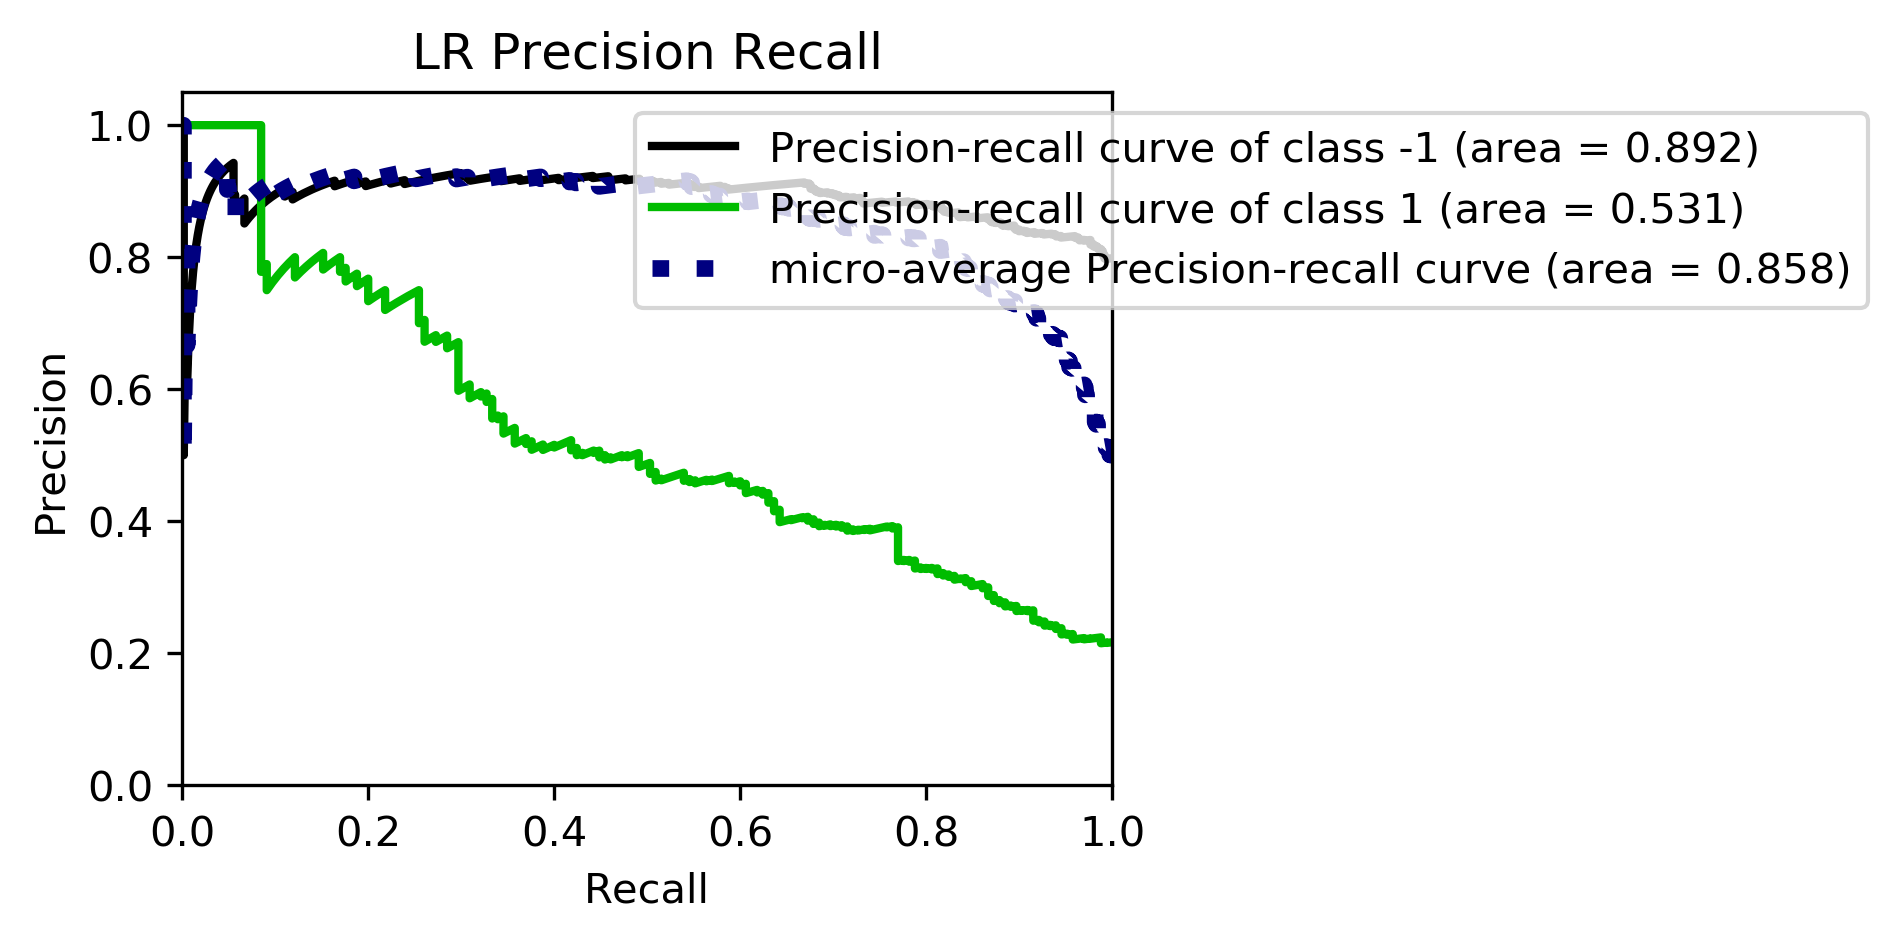 LR Precision Recall
Precision-recall curve of class -1 (area = 0.892)
Precision-recall curve of class 1 (area = 0.531)
micro-average Precision-recall curve (area = 0.858)
Precision
1.0
0.8
0.6
0.4
0.2
0.0
0.0 0.2 0.4 0.6 0.8 1.0
Recall